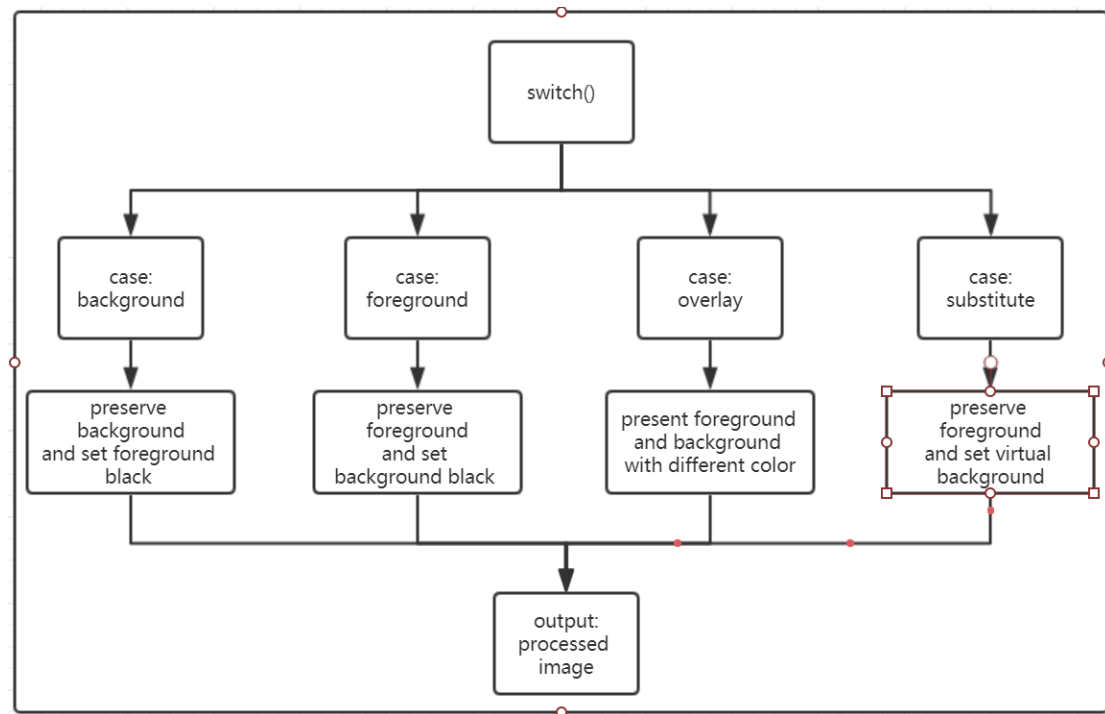 switch()
case:
background
case:
foreground
case:
overlay
case:
substitute
preserve
background
and set foreground
black
preserve
foreground
and set
background black
present foreground
and background
with different color
preserve
foreground
and set virtual
background
output:
processed
image